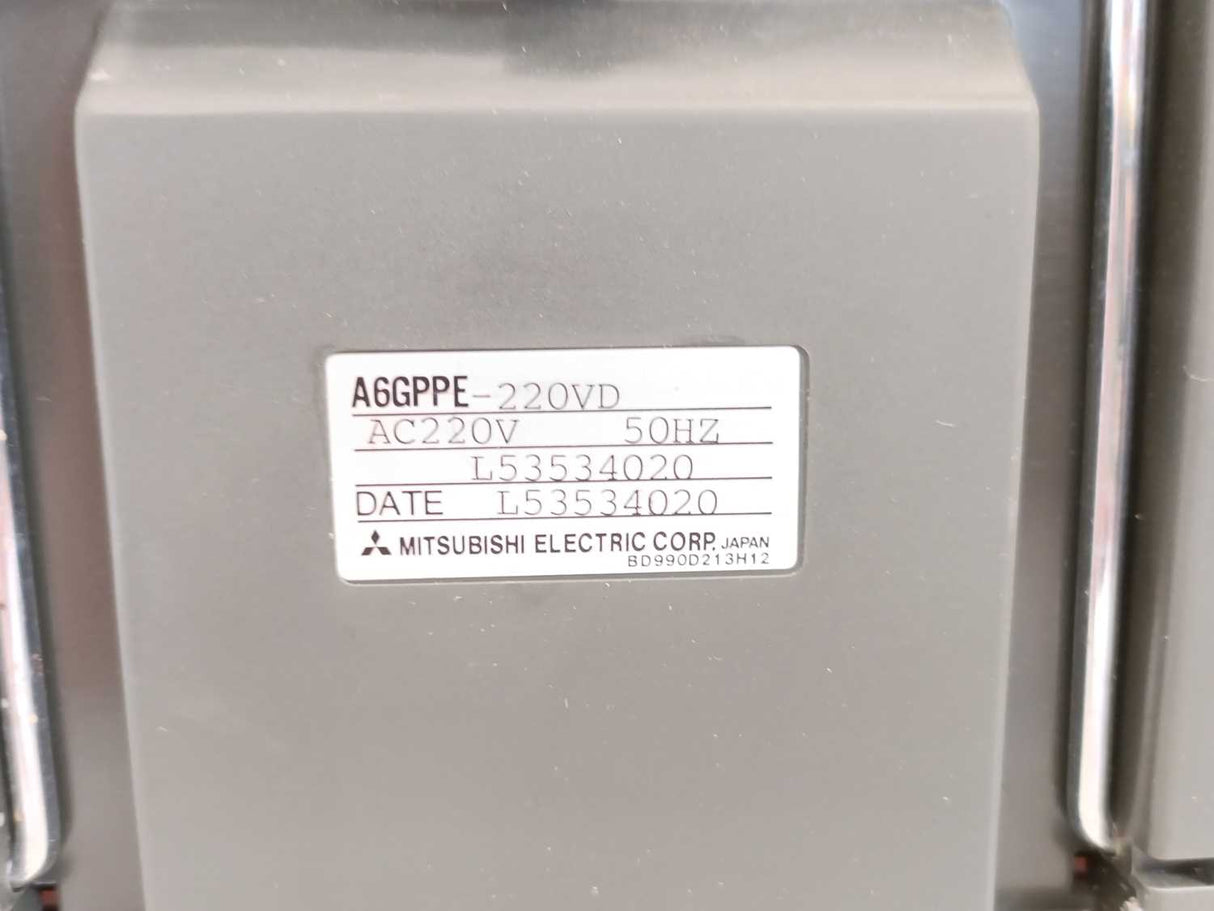 A6GPPE-220VD
AC220V 50HZ
L53534020
DATE L53534020
MITSUBISHI ELECTRIC CORP. JAPAN
BD990D213H12